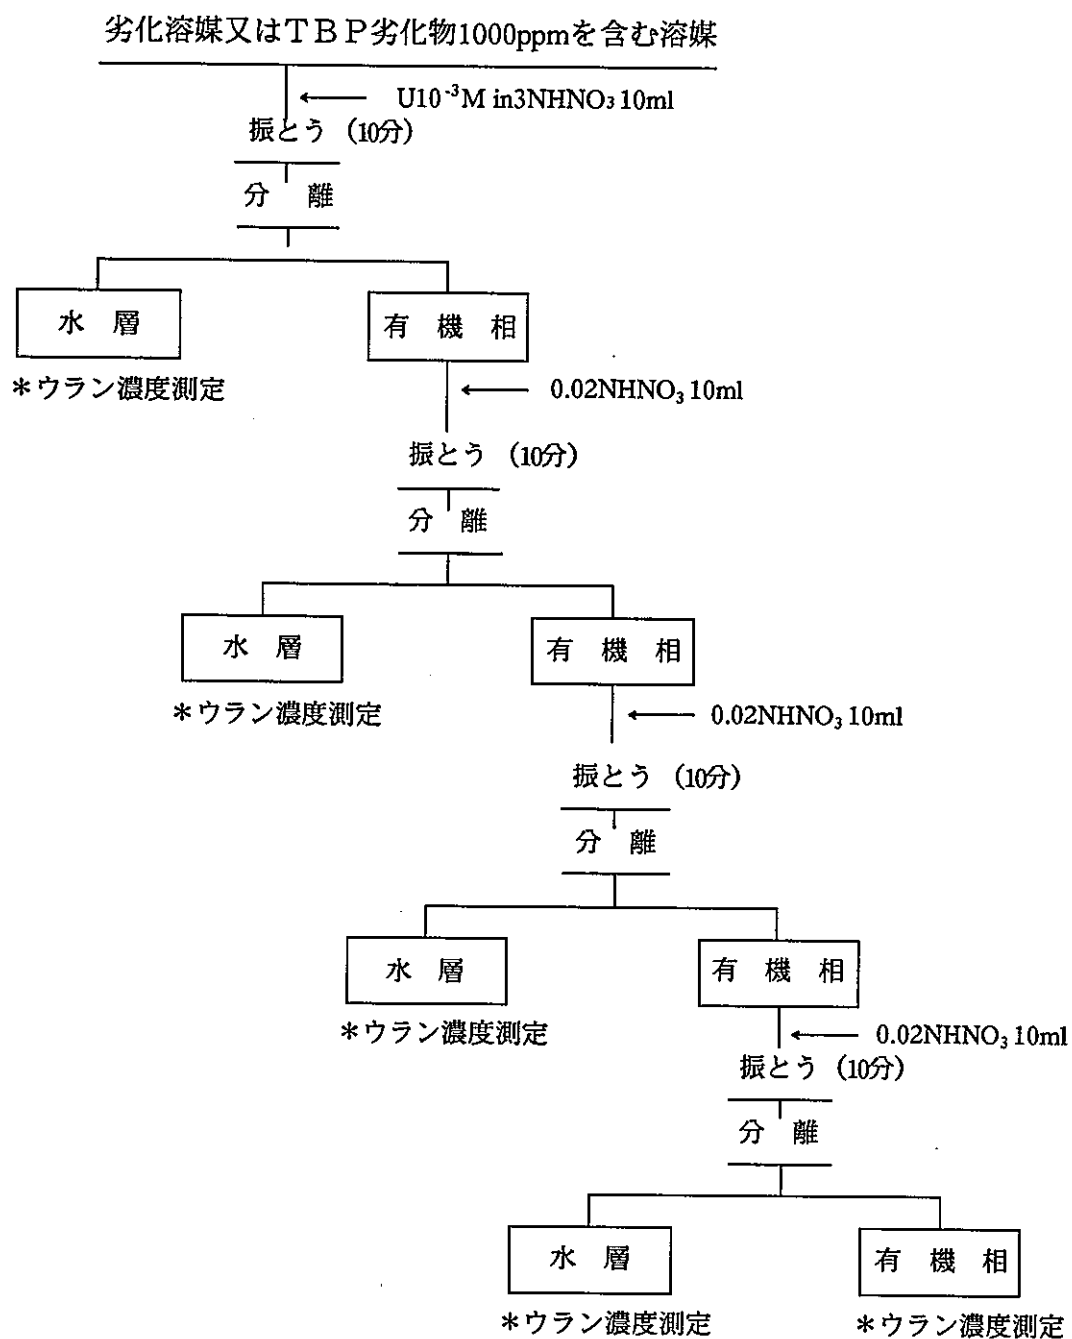 劣化溶媒又はＴＢＰ劣化物1000ppmを含む溶媒
U10⁻³M in3NHNO₃ 10ml
振とう (10分)
分 離
水 層
有 機 相
＊ウラン濃度測定
0.02NHNO₃ 10ml
振とう (10分)
分 離
水 層
有 機 相
＊ウラン濃度測定
0.02NHNO₃ 10ml
振とう (10分)
分 離
水 層
有 機 相
＊ウラン濃度測定
0.02NHNO₃ 10ml
振とう (10分)
分 離
水 層
有 機 相
＊ウラン濃度測定
＊ウラン濃度測定